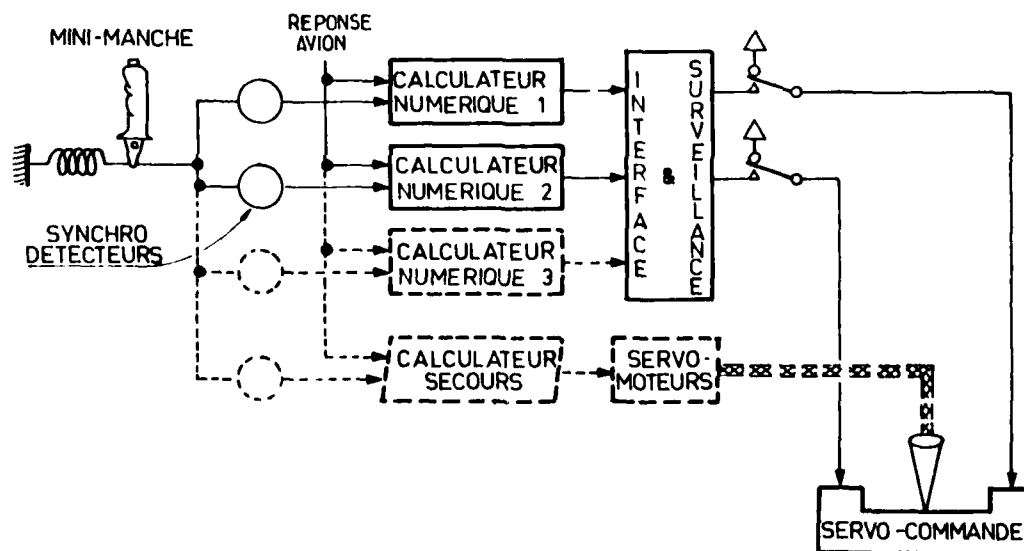 REPONSE
AVION
MINI-MANCHE
CALCULATEUR
NUMERIQUE 1
CALCULATEUR
NUMERIQUE 2
SYNCHRO
DETECTEURS
CALCULATEUR
NUMERIQUE 3
INTERFACE
&
SURVEILLANCE
CALCULATEUR
SECOURS
SERVO-
MOTEURS
SERVO-COMMANDE